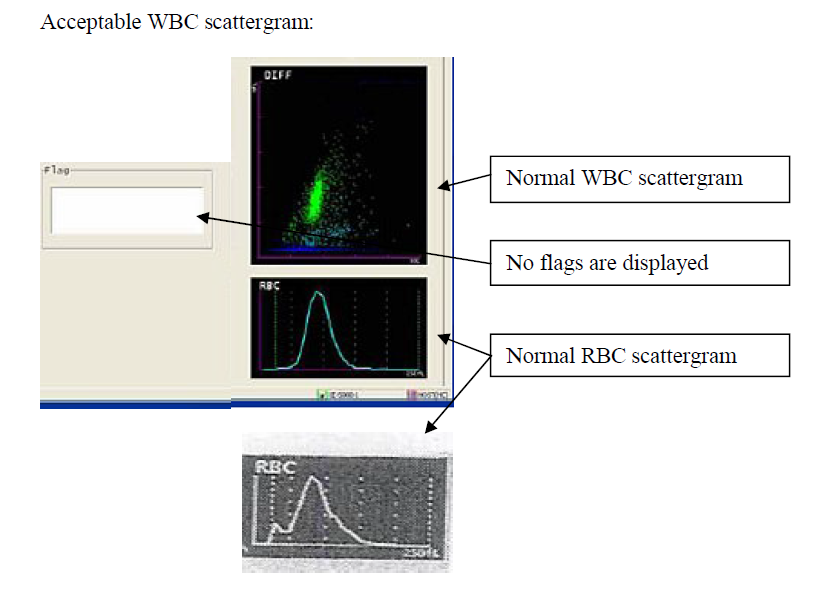 Acceptable WBC scattergram:
DIFF
Flag
Normal WBC scattergram
No flags are displayed
RBC
Normal RBC scattergram
RBC
250fL